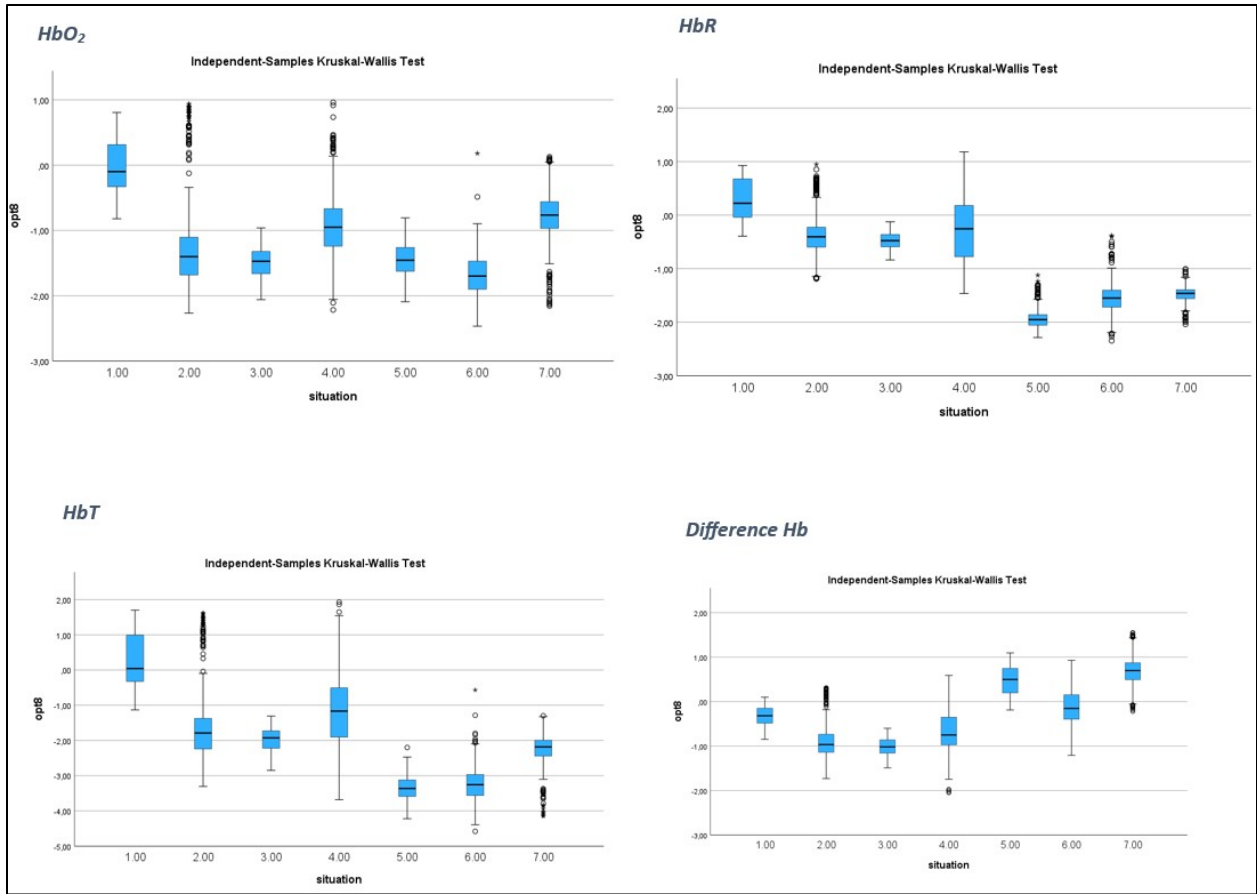 HbO₂
Independent-Samples Kruskal-Wallis Test
1,00
,00
-1,00
-2,00
-3,00
opt8
1.00 2.00 3.00 4.00 5.00 6.00 7.00
situation
HbR
Independent-Samples Kruskal-Wallis Test
2,00
1,00
,00
-1,00
-2,00
-3,00
opt8
1.00 2.00 3.00 4.00 5.00 6.00 7.00
situation
HbT
Independent-Samples Kruskal-Wallis Test
2,00
1,00
,00
-1,00
-2,00
-3,00
-4,00
-5,00
opt8
1.00 2.00 3.00 4.00 5.00 6.00 7.00
situation
Difference Hb
Independent-Samples Kruskal-Wallis Test
2,00
1,00
,00
-1,00
-2,00
-3,00
opt8
1.00 2.00 3.00 4.00 5.00 6.00 7.00
situation